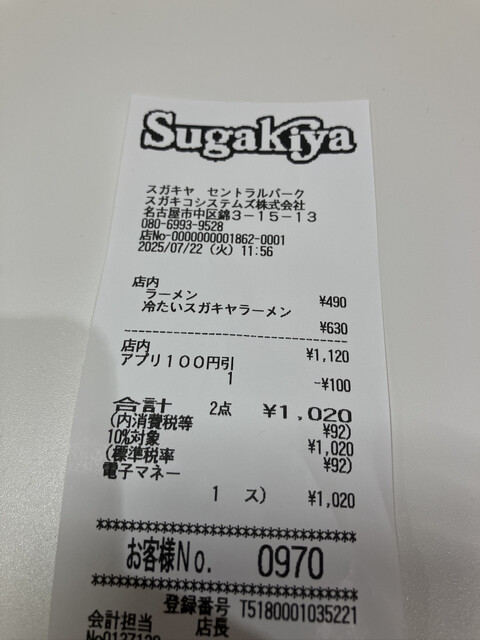 Sugakiya
スガキヤ セントラルパーク
スガキコシステムズ株式会社
名古屋市中区錦3-15-13
080-6993-9528
店No-0000000001862-0001
2025/07/22(火)11:56
店内
ラーメン ¥490
冷たいスガキヤラーメン
¥630
店内 ¥1,120
アプリ100円引
1 -¥100
合計 2点 ¥1,020
(内消費税等 ¥92)
10%対象 ¥1,020
(標準税率 ¥92)
電子マネー
1 ス) ¥1,020
********************************
お客様No. 0970
********************************
登録番号 T5180001035221
会計担当 店長